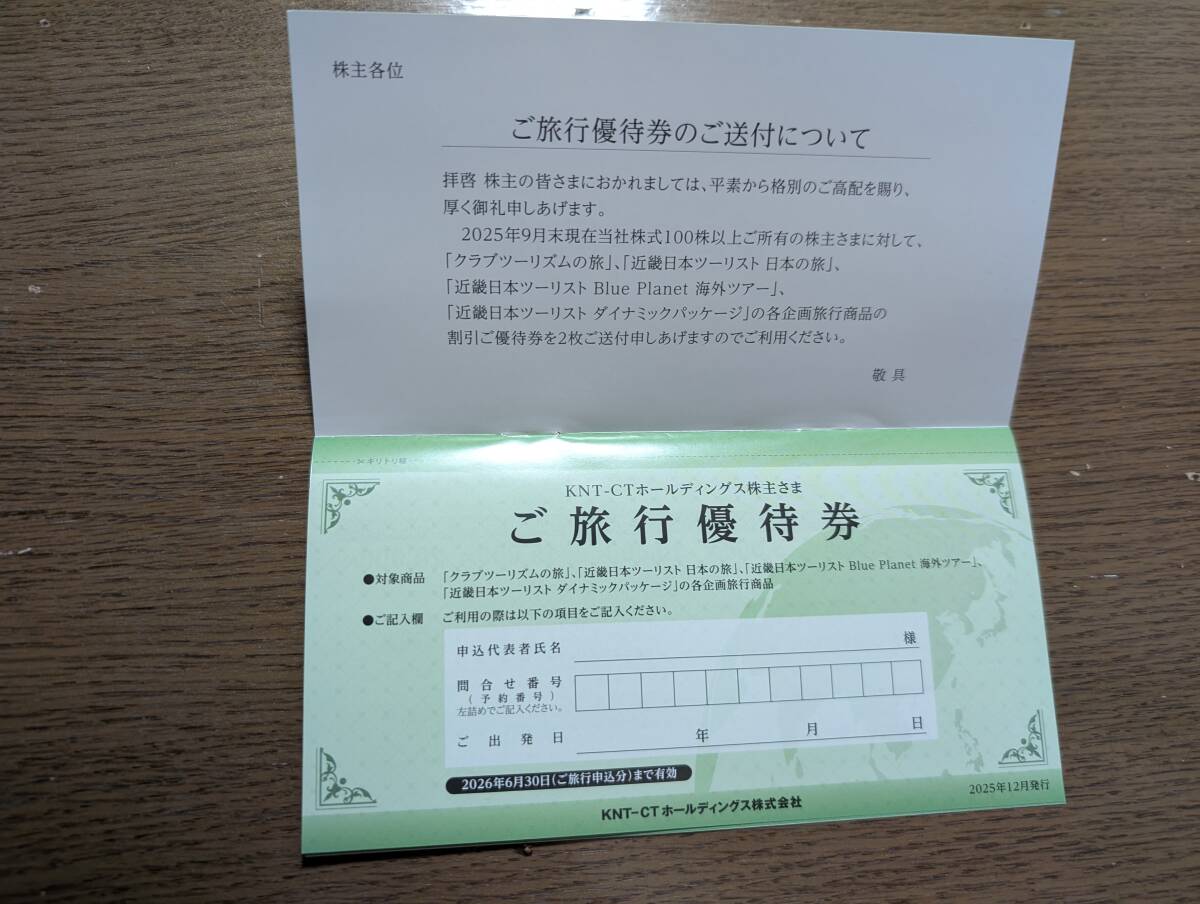 株主各位
ご旅行優待券のご送付について
拝啓 株主の皆さまにおかれましては、平素から格別のご高配を賜り、
厚く御礼申しあげます。
2025年9月末現在当社株式100株以上ご所有の株主さまに対して、
「クラブツーリズムの旅」、「近畿日本ツーリスト 日本の旅」、
「近畿日本ツーリスト Blue Planet 海外ツアー」、
「近畿日本ツーリスト ダイナミックパッケージ」の各企画旅行商品の
割引ご優待券を2枚ご送付申しあげますのでご利用ください。
敬具
キリトリ線
KNT-CTホールディングス株主さま
ご旅行優待券
●対象商品 「クラブツーリズムの旅」、「近畿日本ツーリスト 日本の旅」、「近畿日本ツーリスト Blue Planet 海外ツアー」、
「近畿日本ツーリスト ダイナミックパッケージ」の各企画旅行商品
●ご記入欄 ご利用の際は以下の項目をご記入ください。
申込代表者氏名 様
問合せ番号
(予約番号)
左詰めでご記入ください。
ご出発日 年 月 日
2026年6月30日(ご旅行申込分)まで有効
KNT-CTホールディングス株式会社
2025年12月発行